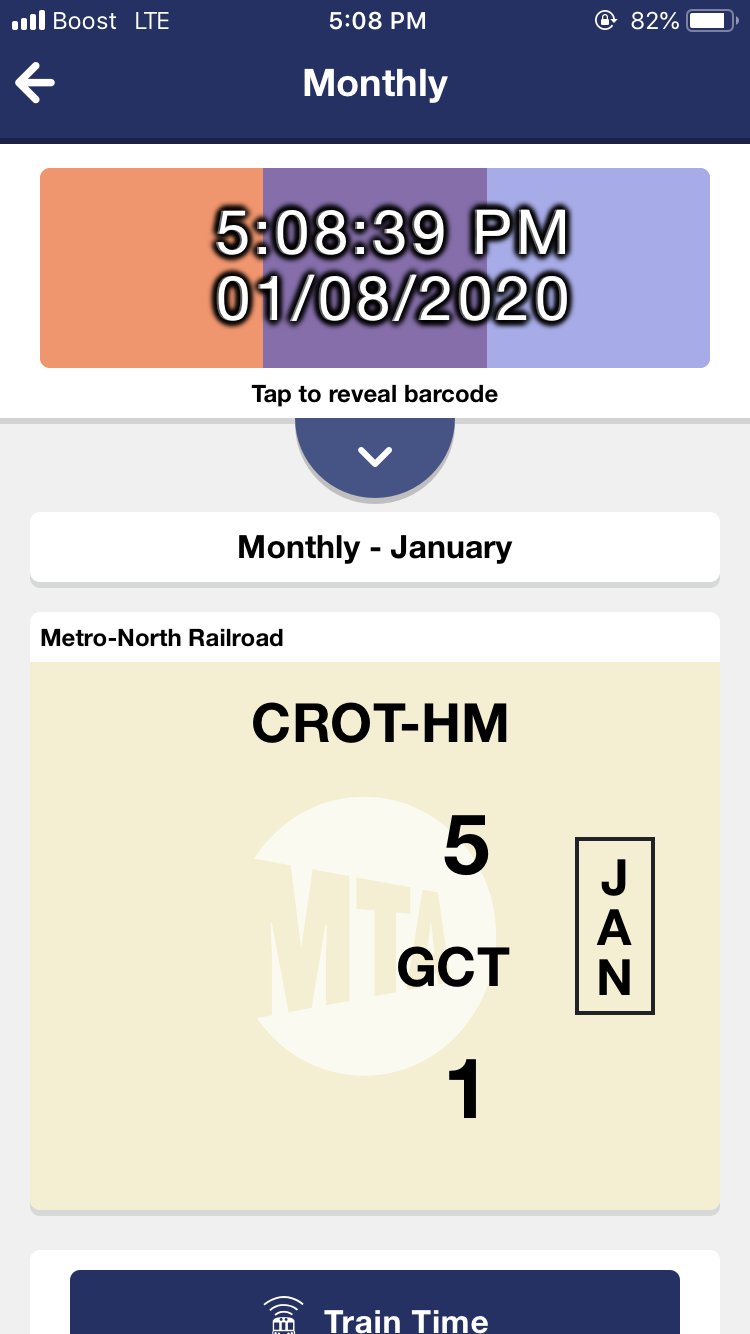 Boost LTE 5:08 PM 82%
Monthly
5:08:39 PM
01/08/2020
Tap to reveal barcode
Monthly - January
Metro-North Railroad
CROT-HM
5
MTA
GCT
1
J
A
N
Train Time